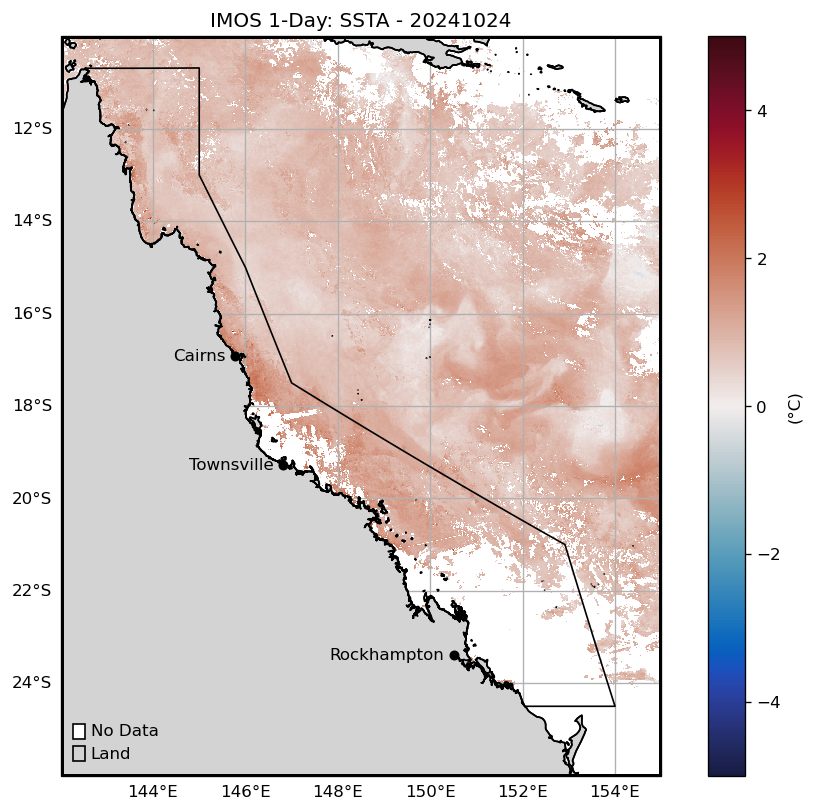 IMOS 1-Day: SSTA - 20241024
12°S
14°S
16°S
18°S
20°S
22°S
24°S
Cairns
Townsville
Rockhampton
No Data
Land
144°E 146°E 148°E 150°E 152°E 154°E
4
2
0
−2
−4
(°C)